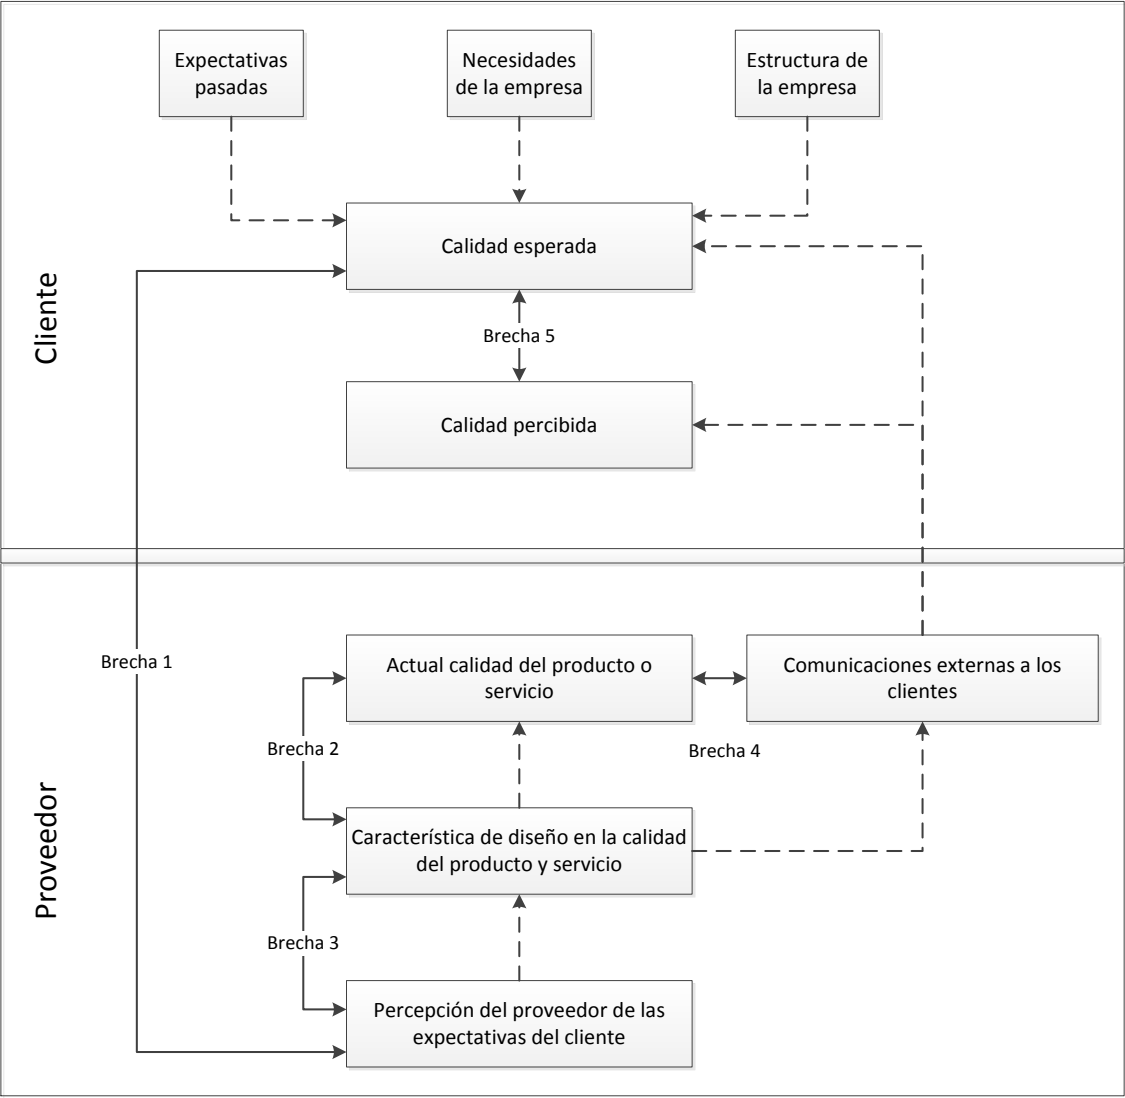 Expectativas
pasadas
Necesidades
de la empresa
Estructura de
la empresa
Calidad esperada
Brecha 5
Calidad percibida
Cliente
Brecha 1
Actual calidad del producto o
servicio
Comunicaciones externas a los
clientes
Brecha 2
Brecha 4
Característica de diseño en la calidad
del producto y servicio
Brecha 3
Percepción del proveedor de las
expectativas del cliente
Proveedor